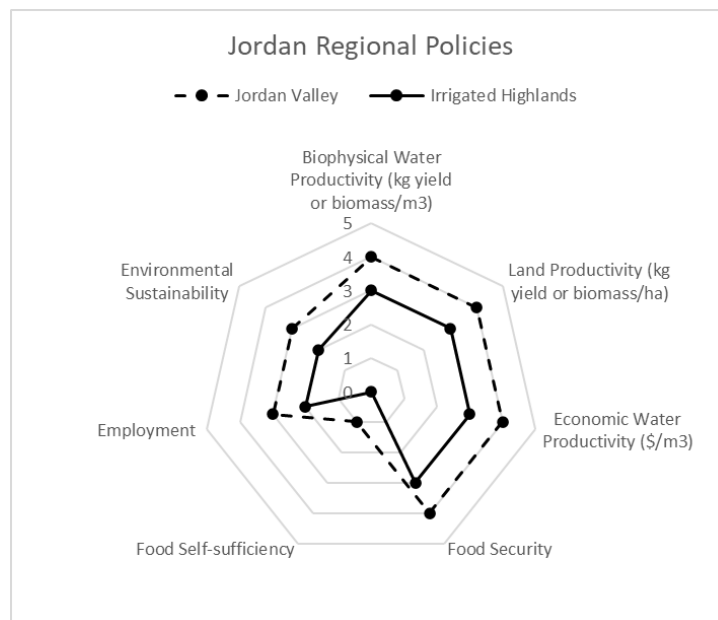 Jordan Regional Policies
Jordan Valley
Irrigated Highlands
Biophysical Water
Productivity (kg yield
or biomass/m3)
Land Productivity (kg
yield or biomass/ha)
Economic Water
Productivity ($/m3)
Food Security
Food Self-sufficiency
Employment
Environmental
Sustainability
5
4
3
2
1
0